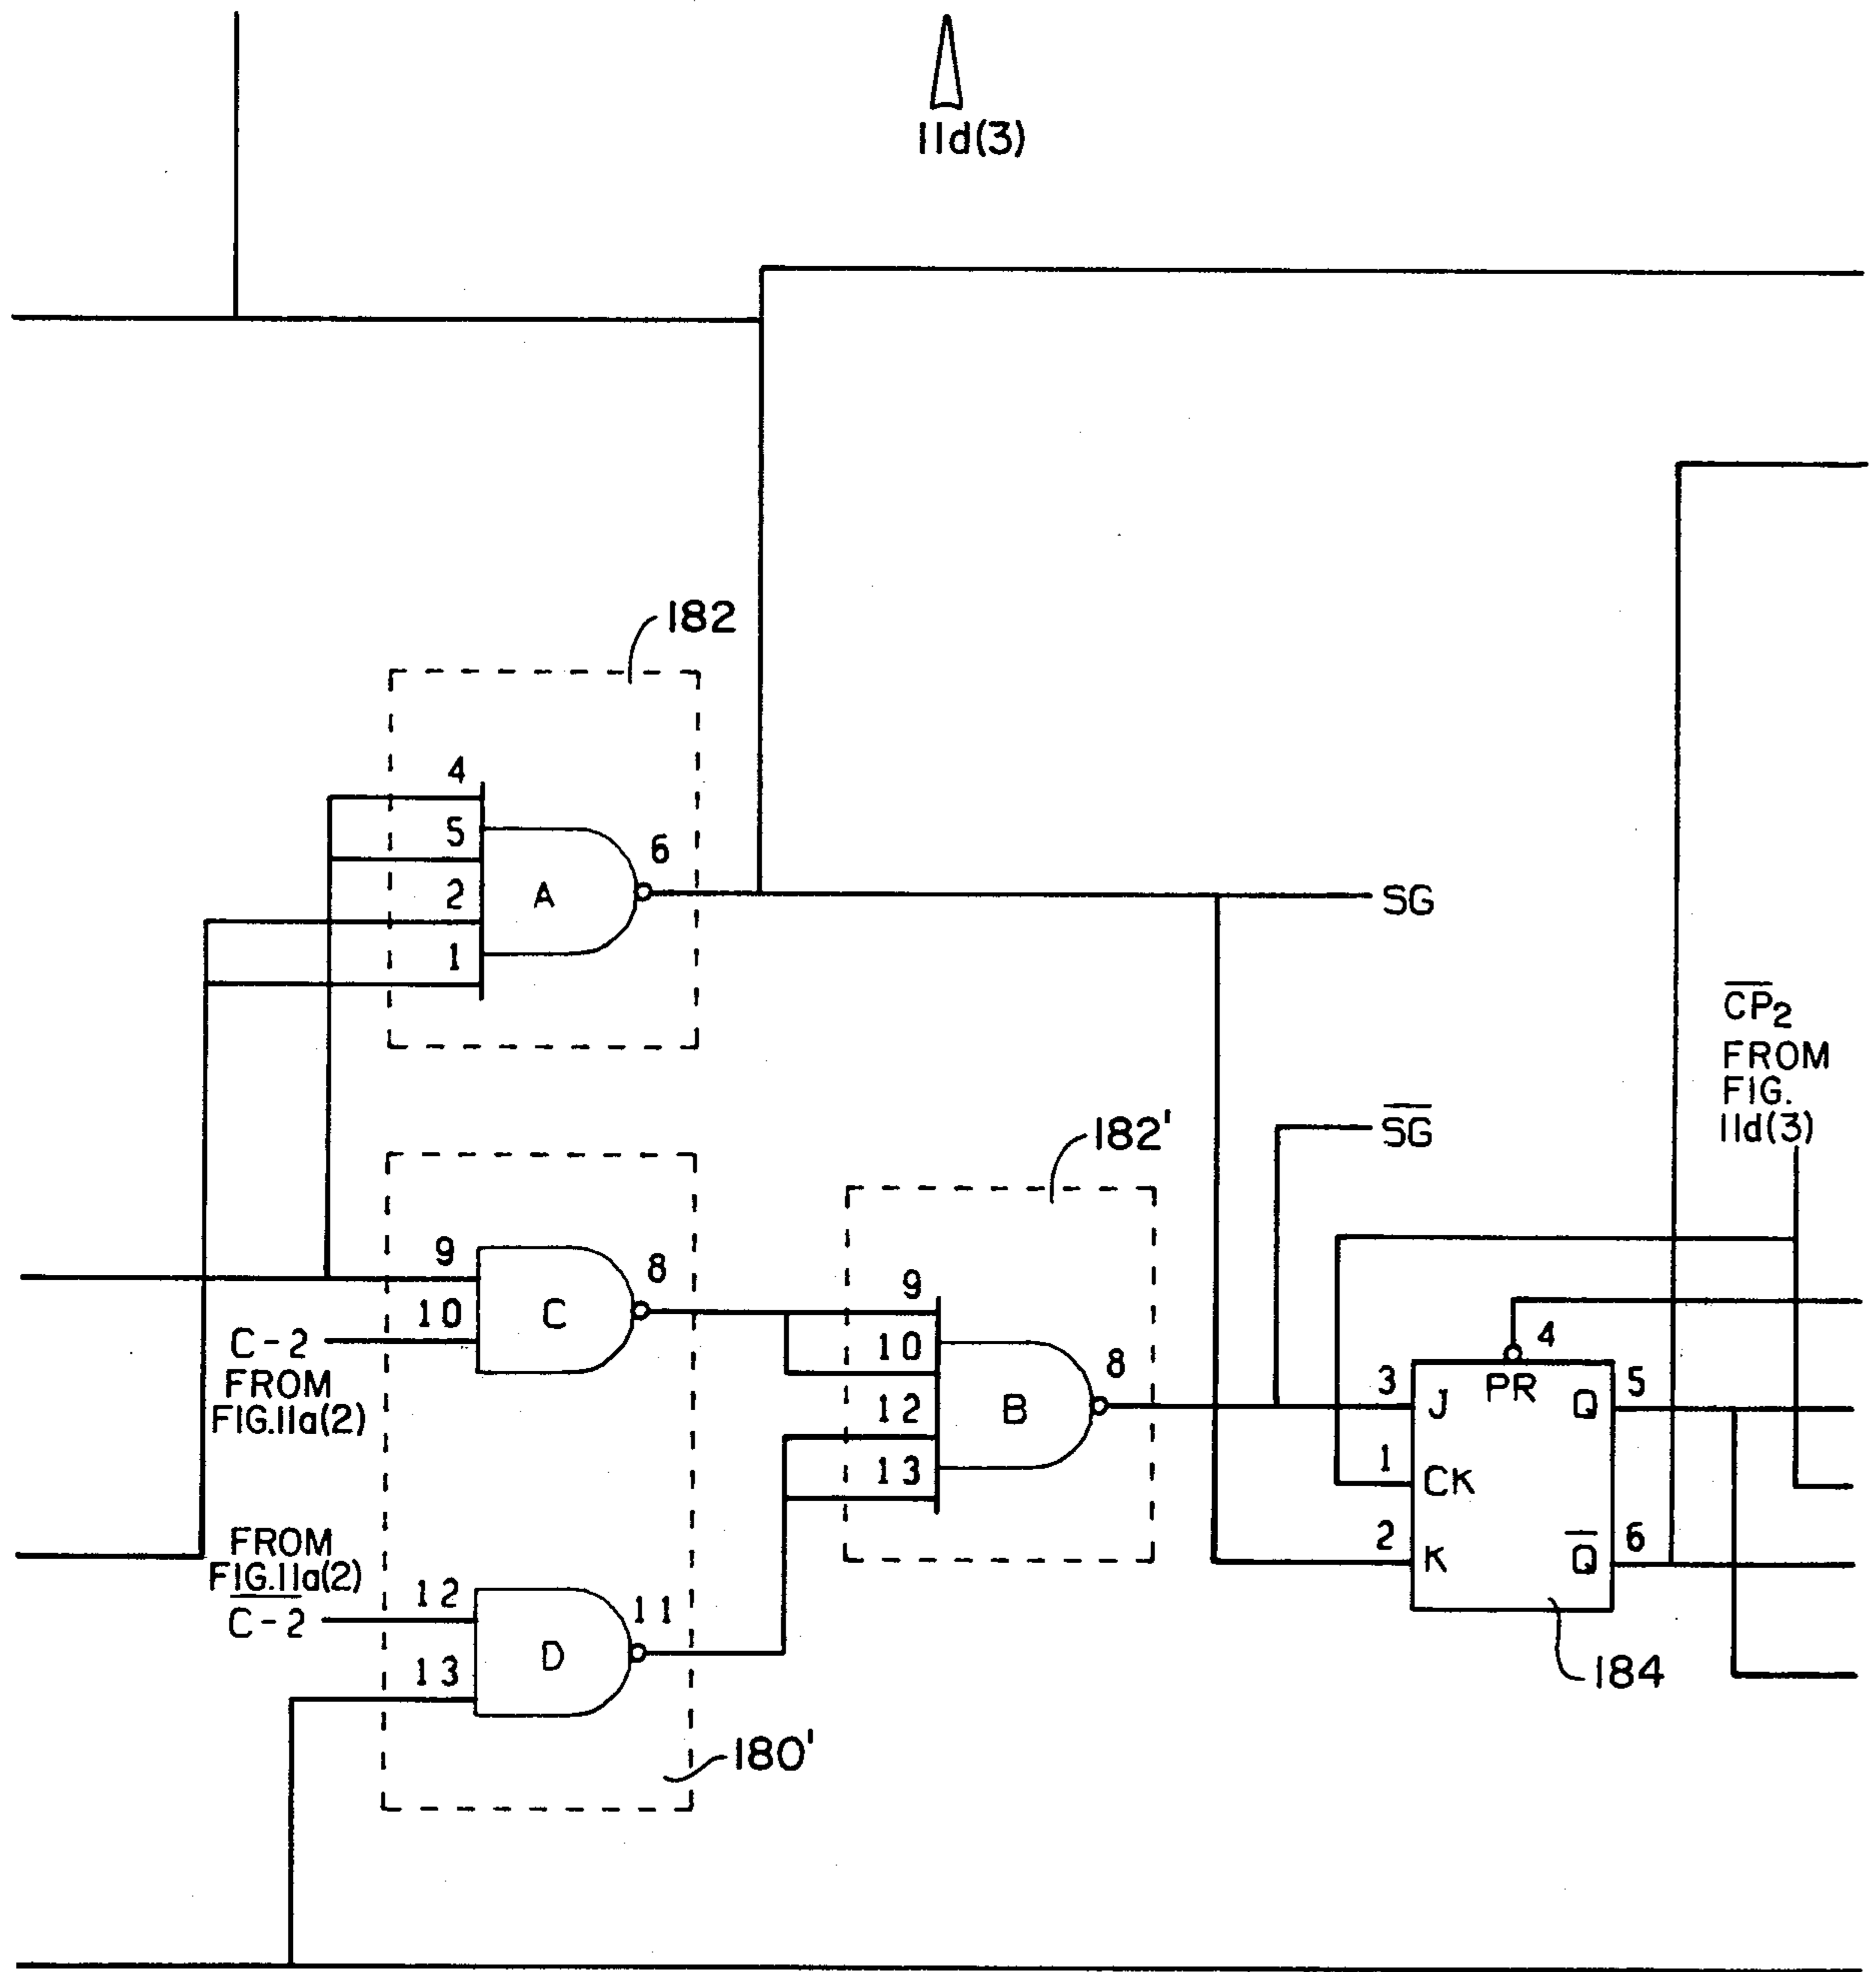 11d(3)
182
4
5
2
1
A
6
SG
CP2
FROM
FIG.
11d(3)
182'
SG
9
10
C
8
C-2
FROM
FIG.11a(2)
9
10
12
13
B
8
4
PR
3
J
Q
5
1
CK
2
K
Q
6
184
FROM
FIG.11a(2)
C-2
12
13
D
11
180'